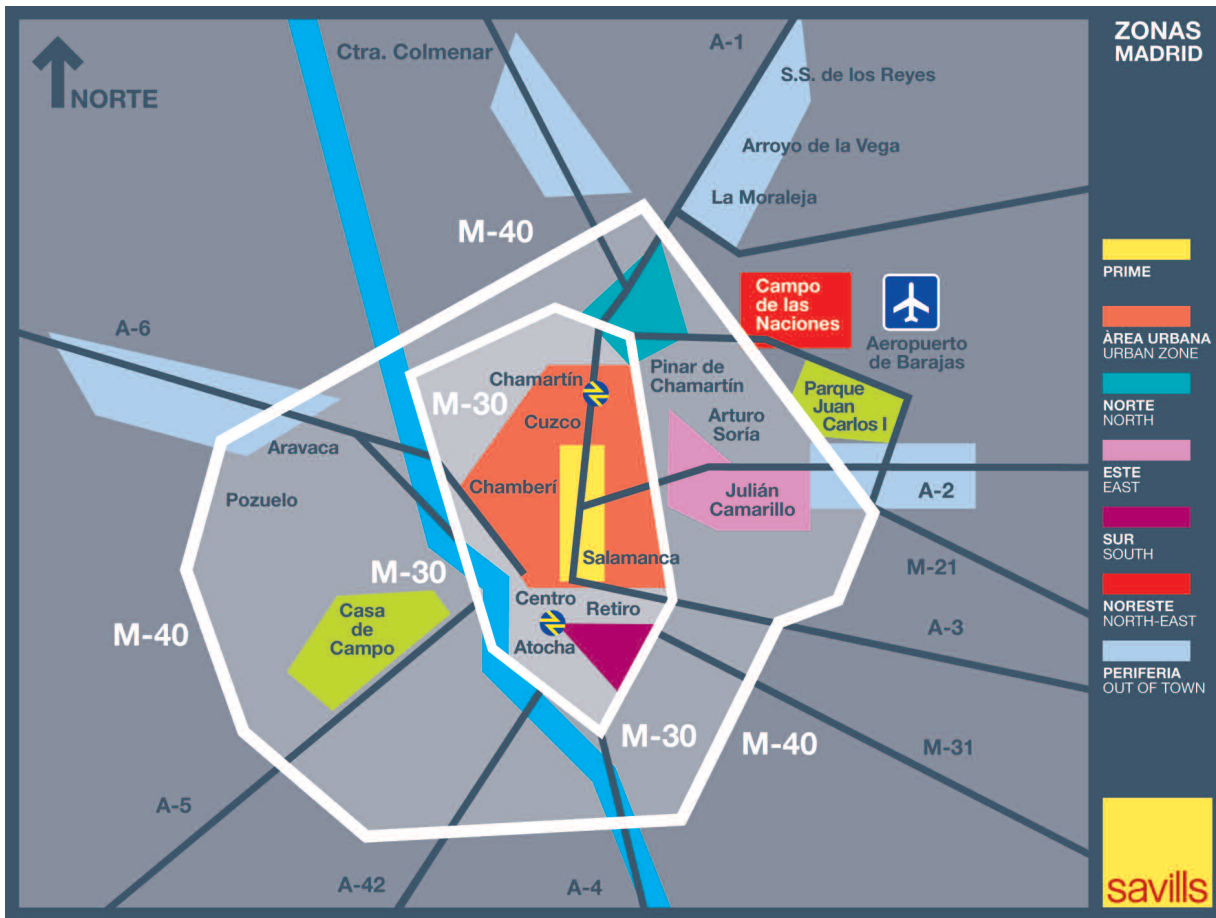 ZONAS
MADRID
NORTE
Ctra. Colmenar
A-1
S.S. de los Reyes
Arroyo de la Vega
La Moraleja
M-40
Campo
de las
Naciones
Aeropuerto
de Barajas
A-6
Chamartín
Pinar de
Chamartín
Parque
Juan
Carlos I
M-30
Cuzco
Arturo
Soría
Aravaca
Pozuelo
Chamberí
Julián
Camarillo
A-2
Salamanca
M-30
M-21
Centro
Retiro
Casa
de
Campo
M-40
Atocha
A-3
M-30
M-40
M-31
A-5
A-42
A-4
PRIME
ÀREA URBANA
URBAN ZONE
NORTE
NORTH
ESTE
EAST
SUR
SOUTH
NORESTE
NORTH-EAST
PERIFERIA
OUT OF TOWN
savills